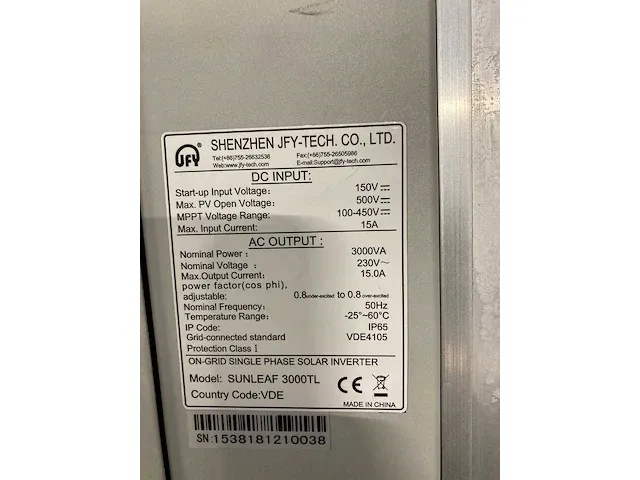 JFY ® SHENZHEN JFY-TECH. CO., LTD.
Tel:(+86)755-26632536 Fax:(+86)755-26505986
Web:www.jfy-tech.com E-mail:Support@jfy-tech.com
DC INPUT:
Start-up Input Voltage: 150V⎓
Max. PV Open Voltage: 500V⎓
MPPT Voltage Range: 100-450V⎓
Max. Input Current: 15A
AC OUTPUT :
Nominal Power : 3000VA
Nominal Voltage : 230V~
Max.Output Current: 15.0A
power factor(cos phi),
adjustable: 0.8under-excited to 0.8 over-excited
Nominal Frequency: 50Hz
Temperature Range: -25°~60°C
IP Code: IP65
Grid-connected standard VDE4105
Protection Class I
ON-GRID SINGLE PHASE SOLAR INVERTER
Model: SUNLEAF 3000TL
Country Code:VDE
CE
MADE IN CHINA
SN:1538181210038